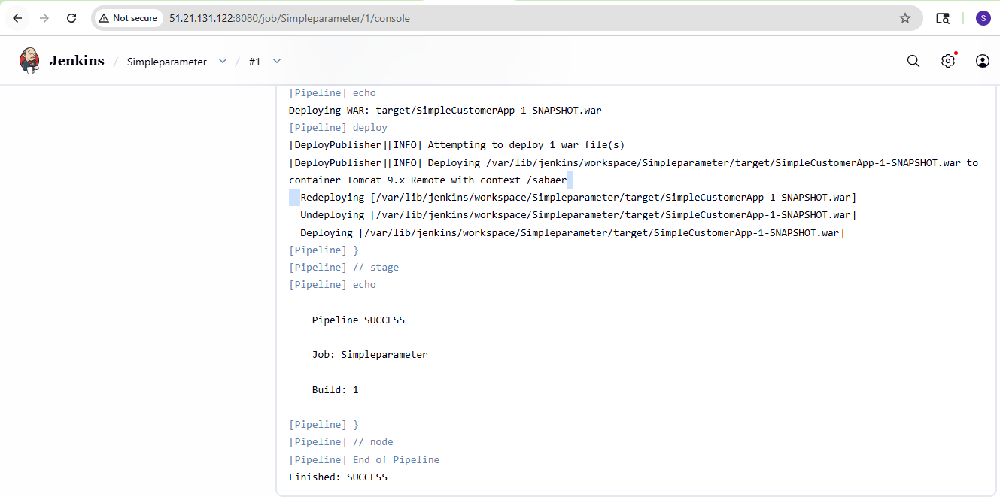 Not secure 51.21.131.122:8080/job/Simpleparameter/1/console S
Jenkins / Simpleparameter / #1
[Pipeline] echo
Deploying WAR: target/SimpleCustomerApp-1-SNAPSHOT.war
[Pipeline] deploy
[DeployPublisher][INFO] Attempting to deploy 1 war file(s)
[DeployPublisher][INFO] Deploying /var/lib/jenkins/workspace/Simpleparameter/target/SimpleCustomerApp-1-SNAPSHOT.war to
container Tomcat 9.x Remote with context /sabaer
Redeploying [/var/lib/jenkins/workspace/Simpleparameter/target/SimpleCustomerApp-1-SNAPSHOT.war]
Undeploying [/var/lib/jenkins/workspace/Simpleparameter/target/SimpleCustomerApp-1-SNAPSHOT.war]
Deploying [/var/lib/jenkins/workspace/Simpleparameter/target/SimpleCustomerApp-1-SNAPSHOT.war]
[Pipeline] }
[Pipeline] // stage
[Pipeline] echo
Pipeline SUCCESS
Job: Simpleparameter
Build: 1
[Pipeline] }
[Pipeline] // node
[Pipeline] End of Pipeline
Finished: SUCCESS